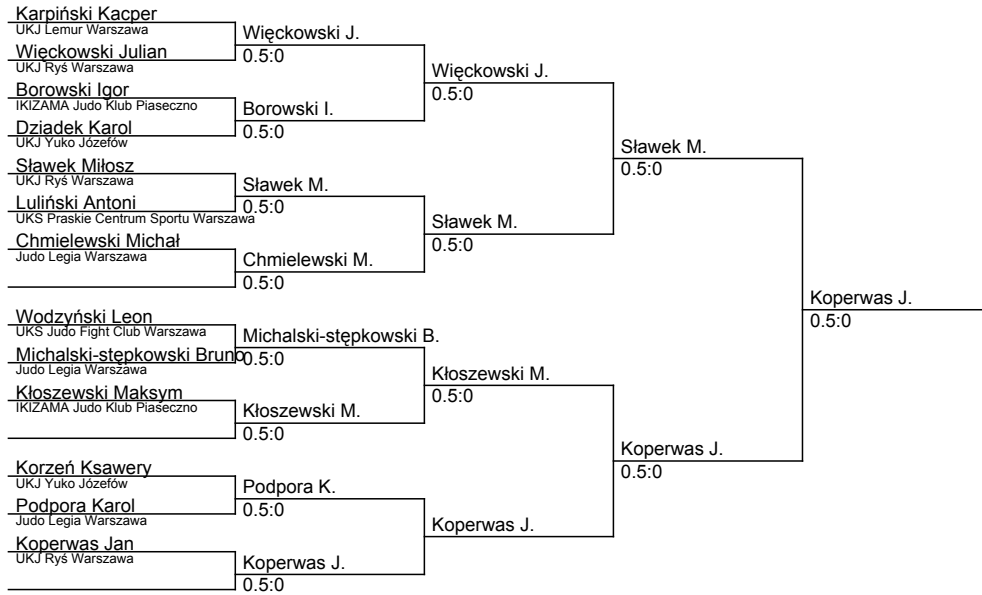 Karpiński Kacper
UKJ Lemur Warszawa
Więckowski Julian
UKJ Ryś Warszawa
Borowski Igor
IKIZAMA Judo Klub Piaseczno
Dziadek Karol
UKJ Yuko Józefów
Sławek Miłosz
UKJ Ryś Warszawa
Luliński Antoni
UKS Praskie Centrum Sportu Warszawa
Chmielewski Michał
Judo Legia Warszawa
Wodzyński Leon
UKS Judo Fight Club Warszawa
Michalski-stępkowski Bruno
Judo Legia Warszawa
Kłoszewski Maksym
IKIZAMA Judo Klub Piaseczno
Korzeń Ksawery
UKJ Yuko Józefów
Podpora Karol
Judo Legia Warszawa
Koperwas Jan
UKJ Ryś Warszawa
Więckowski J.
0.5:0
Borowski I.
0.5:0
Sławek M.
0.5:0
Chmielewski M.
0.5:0
Michalski-stępkowski B.
0.5:0
Kłoszewski M.
0.5:0
Podpora K.
0.5:0
Koperwas J.
0.5:0
Więckowski J.
0.5:0
Sławek M.
0.5:0
Kłoszewski M.
0.5:0
Koperwas J.
Sławek M.
0.5:0
Koperwas J.
0.5:0
Koperwas J.
0.5:0